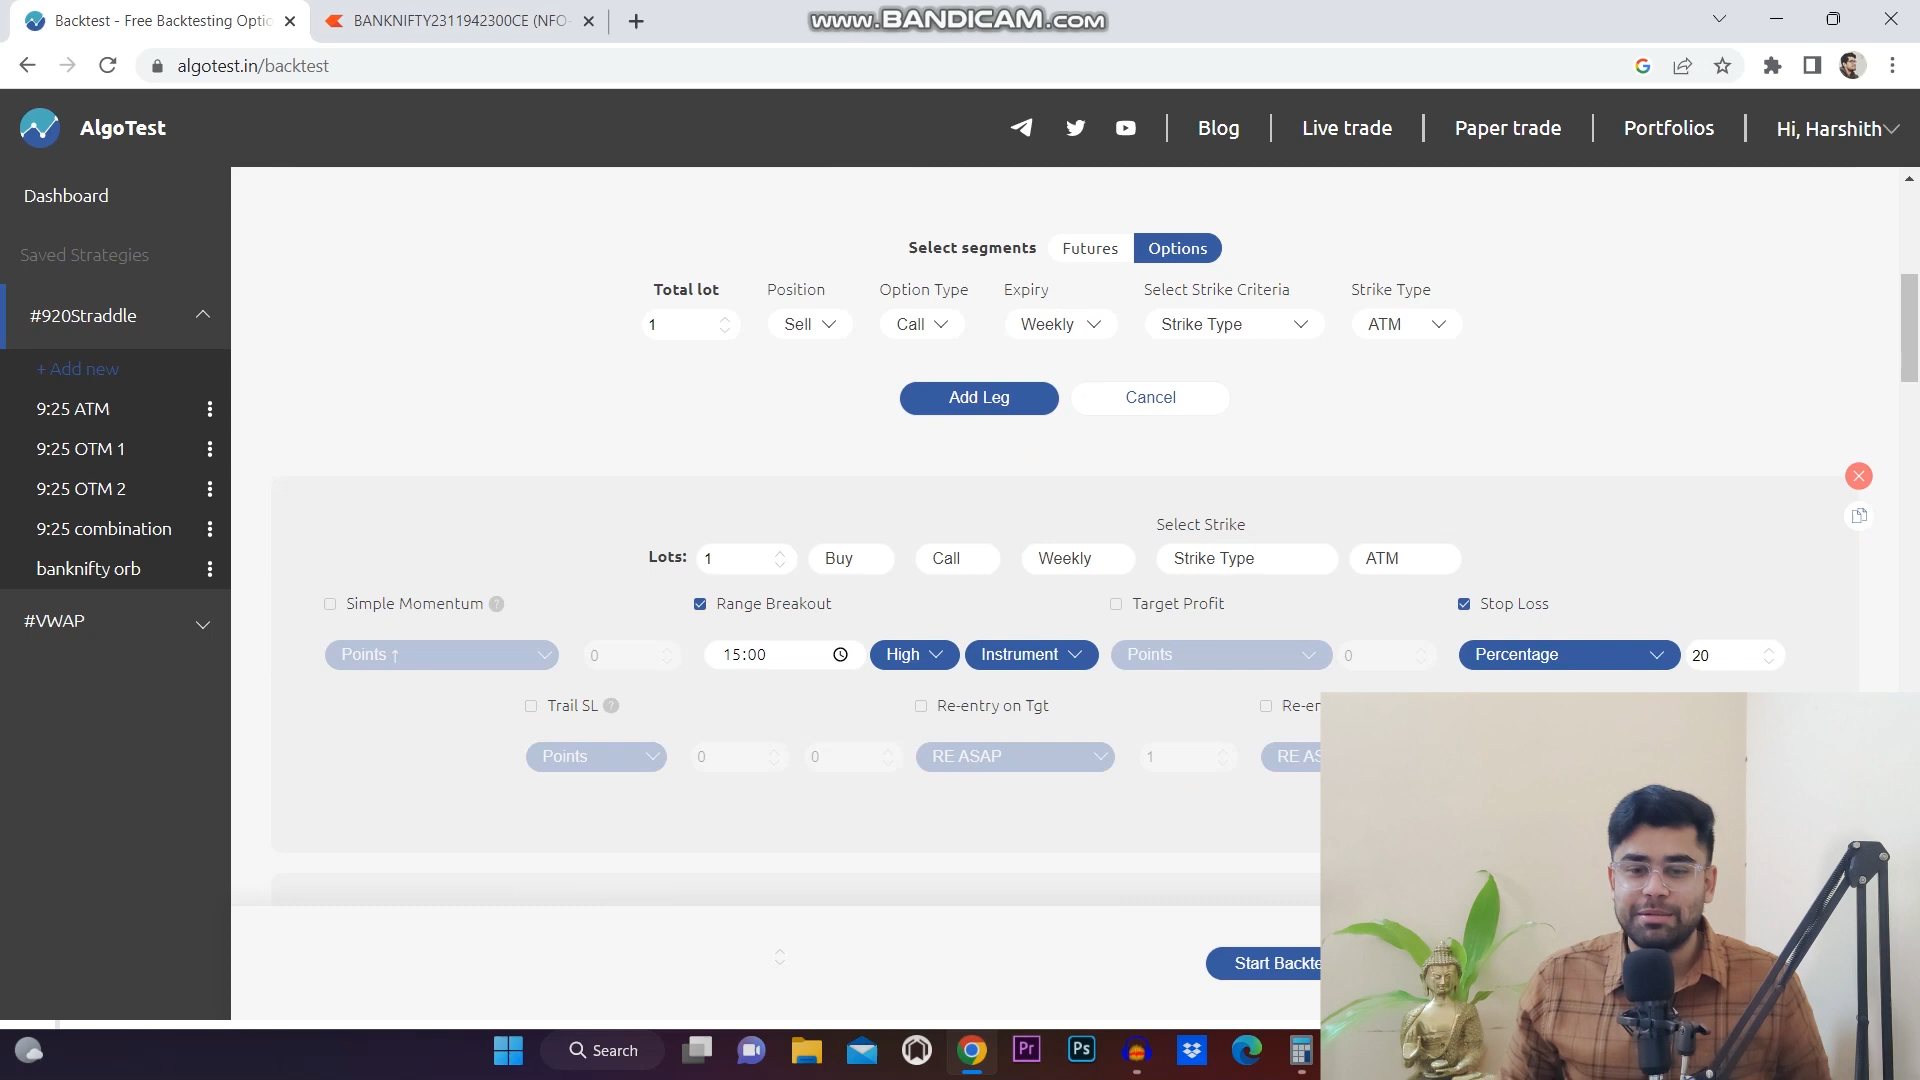 Backtest - Free Backtesting Optio
BANKNIFTY2311942300CE (NFO-
www.BANDICAM.com
algotest.in/backtest
AlgoTest
Blog
Live trade
Paper trade
Portfolios
Hi, Harshith
Dashboard
Saved Strategies
#920Straddle
+ Add new
9:25 ATM
9:25 OTM 1
9:25 OTM 2
9:25 combination
banknifty orb
#VWAP
Select segments Futures Options
Total lot Position Option Type Expiry Select Strike Criteria Strike Type
1 Sell Call Weekly Strike Type ATM
Add Leg Cancel
Select Strike
Lots: 1 Buy Call Weekly Strike Type ATM
Simple Momentum ? Range Breakout Target Profit Stop Loss
Points ↑ 0 15:00 High Instrument Points 0 Percentage 20
Trail SL ? Re-entry on Tgt Re-en
Points 0 0 RE ASAP 1 RE AS
Start Backte
Search
Pr
Ps